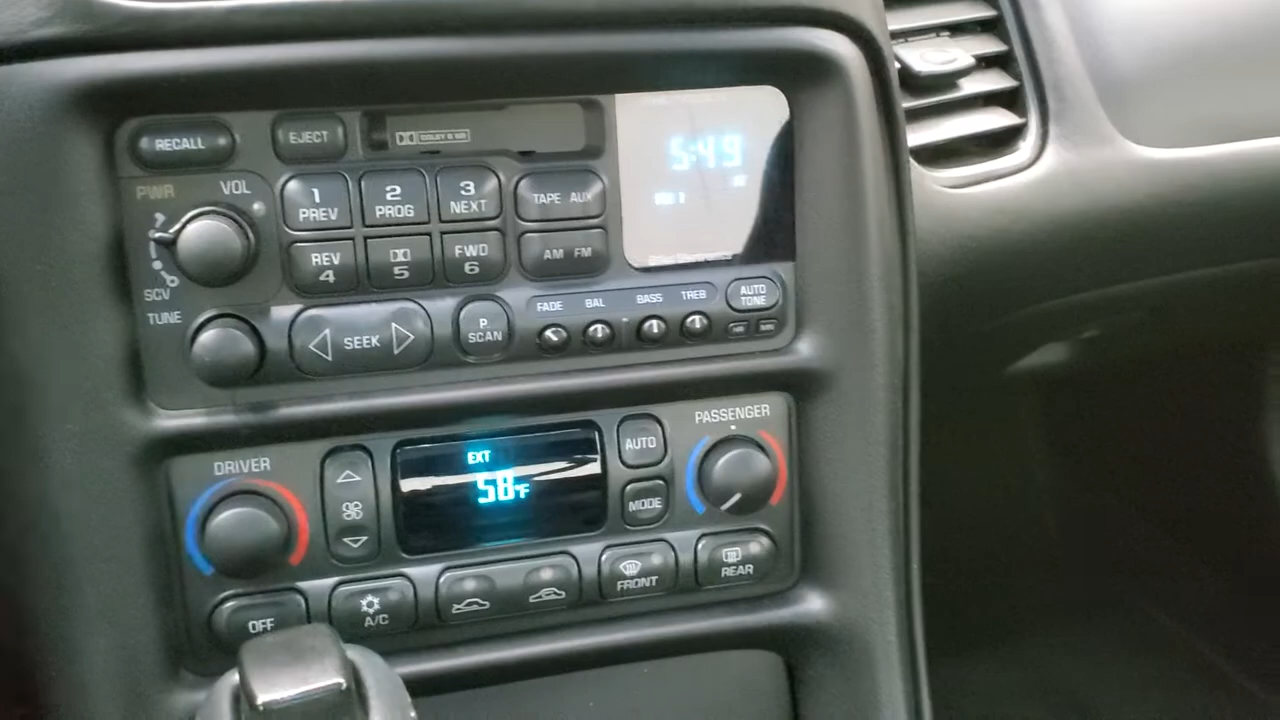 RECALL
EJECT
DOLBY B NR
5:49
PWR
VOL
1
PREV
2
PROG
3
NEXT
TAPE AUX
REV
4
5
FWD
6
AM FM
SCV
TUNE
SEEK
P
SCAN
FADE
BAL
BASS
TREB
AUTO
TONE
DRIVER
EXT
58°F
AUTO
MODE
PASSENGER
OFF
A/C
FRONT
REAR